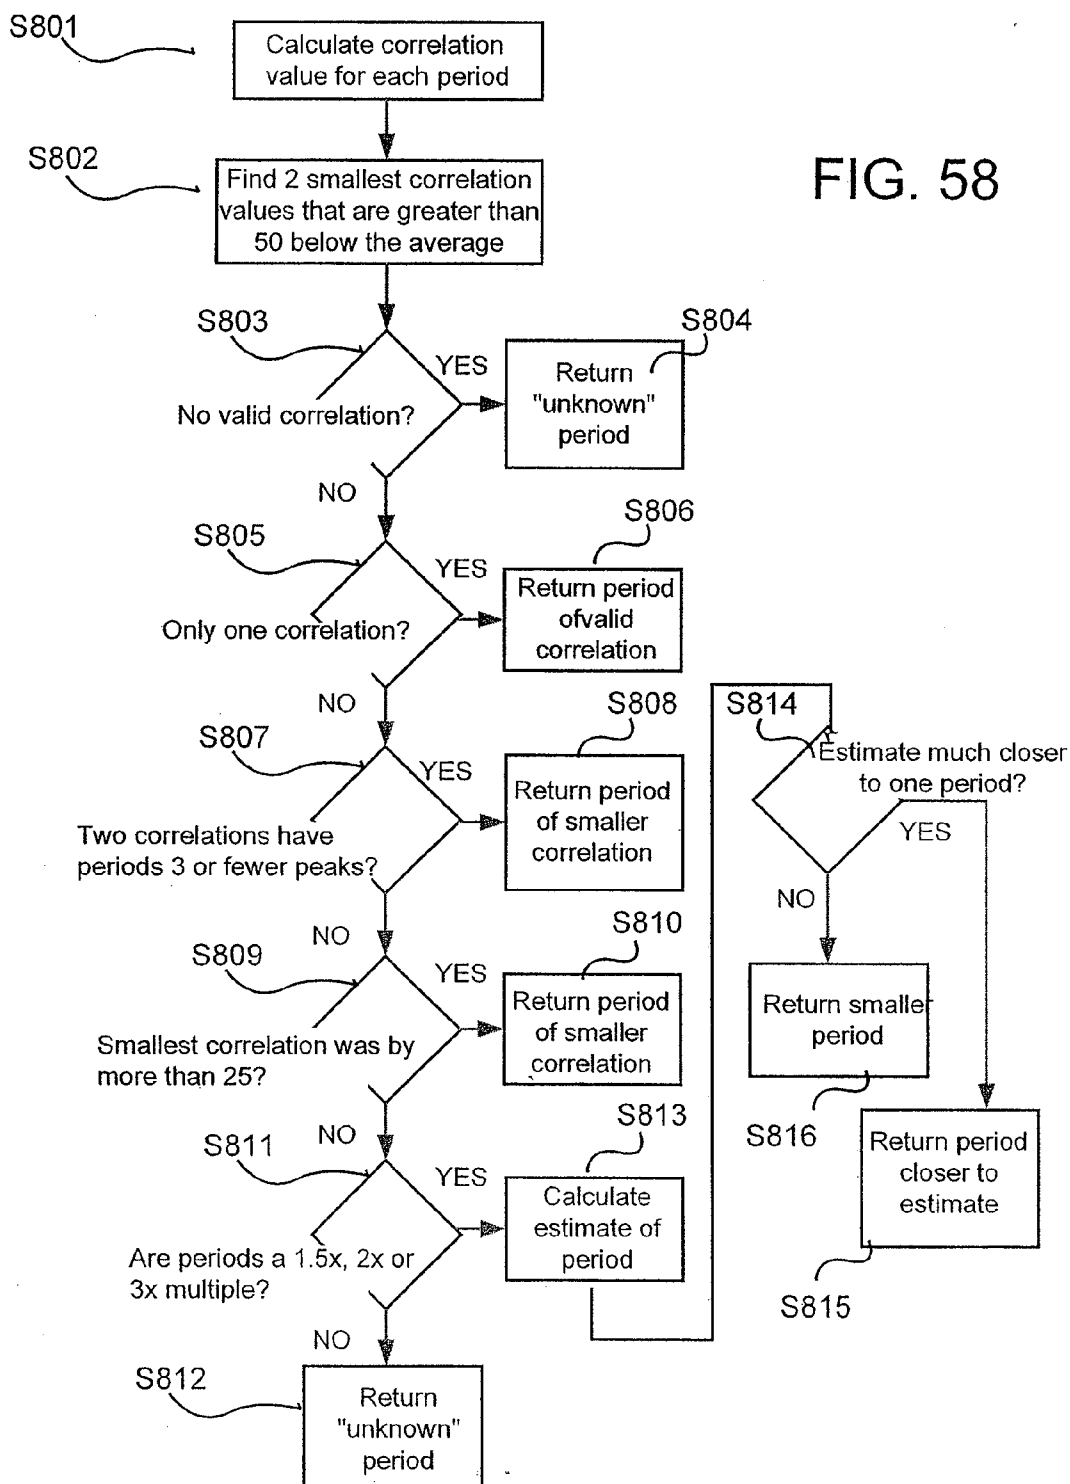 S801
Calculate correlation
value for each period
S802
Find 2 smallest correlation
values that are greater than
50 below the average
FIG. 58
S803
YES
No valid correlation?
NO
S804
Return
"unknown"
period
S805
YES
Only one correlation?
NO
S806
Return period
ofvalid
correlation
S807
YES
Two correlations have
periods 3 or fewer peaks?
NO
S808
Return period
of smaller
correlation
S809
YES
Smallest correlation was by
more than 25?
NO
S810
Return period
of smaller
correlation
S811
YES
Are periods a 1.5x, 2x or
3x multiple?
NO
S813
Calculate
estimate of
period
S812
Return
"unknown"
period
S814
Estimate much closer
to one period?
YES
NO
Return smaller
period
S816
Return period
closer to
estimate
S815